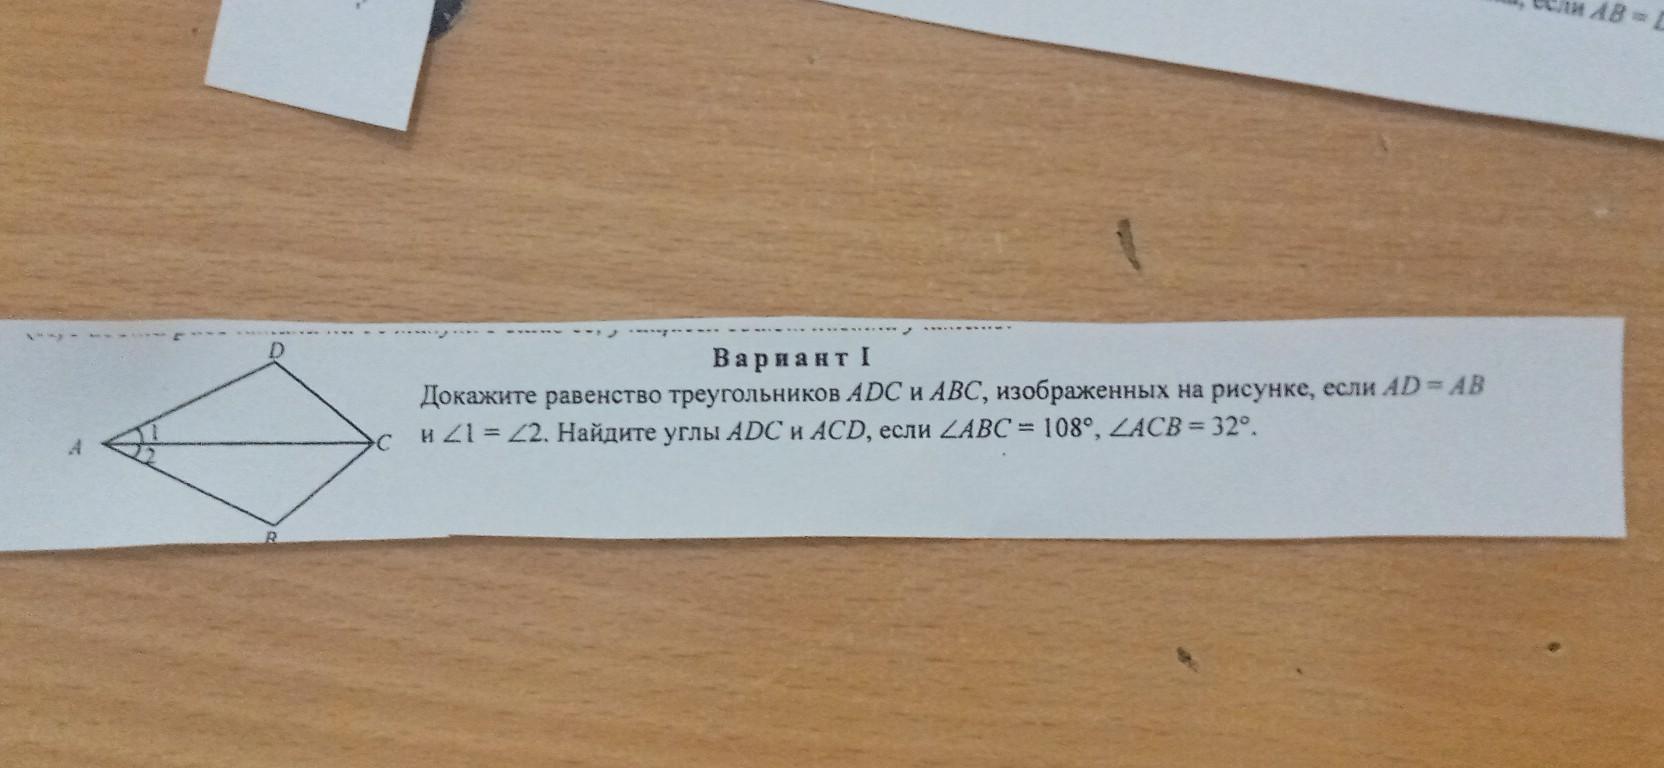 если AB =
Вариант I
D
Докажите равенство треугольников ADC и ABC, изображенных на рисунке, если AD = AB
1
A
C
и ∠1 = ∠2. Найдите углы ADC и ACD, если ∠ABC = 108°, ∠ACB = 32°.
2
B